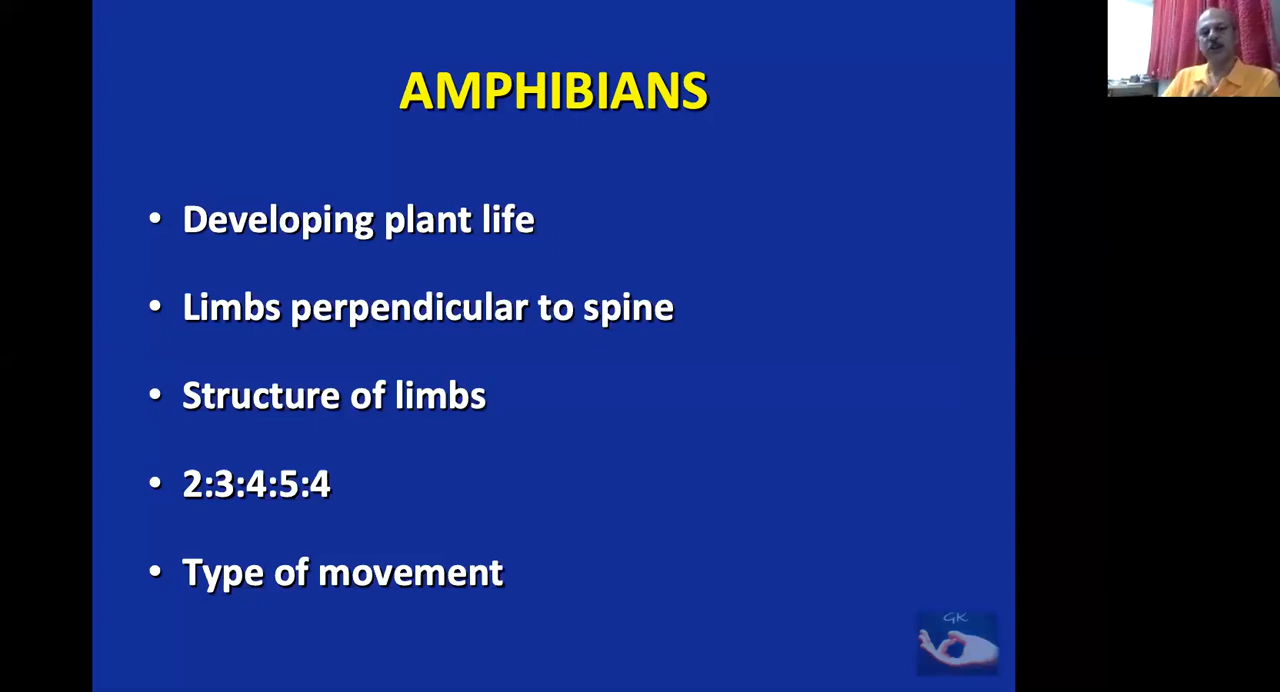 AMPHIBIANS
• Developing plant life
• Limbs perpendicular to spine
• Structure of limbs
• 2:3:4:5:4
• Type of movement
GK